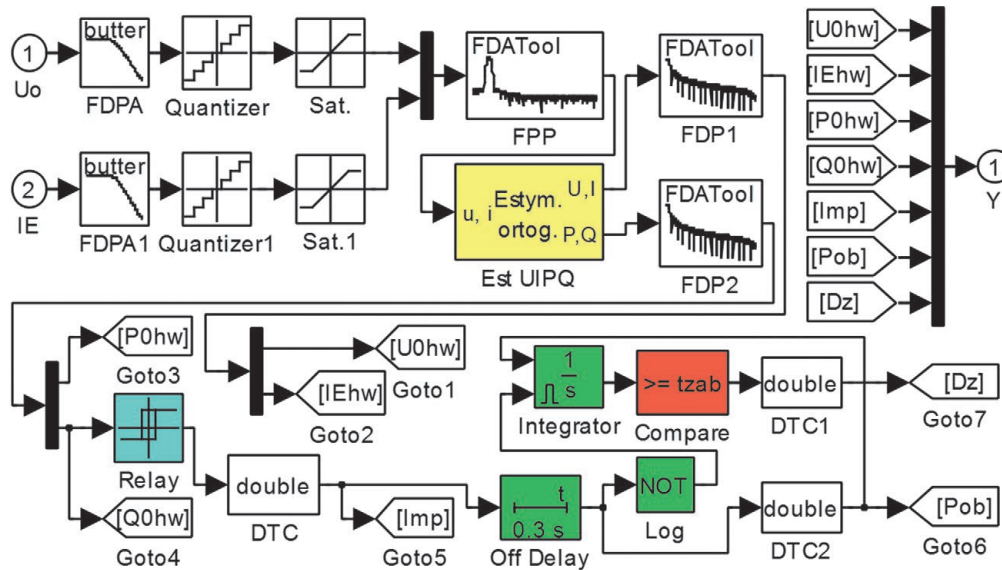 1
Uo
butter
FDPA
Quantizer
Sat.
FDATool
FPP
FDATool
FDP1
2
IE
butter
FDPA1
Quantizer1
Sat.1
u, i
Estym.
ortog.
U,I
P,Q
Est UIPQ
FDATool
FDP2
[U0hw]
[IEhw]
[P0hw]
[Q0hw]
[Imp]
[Pob]
[Dz]
1
Y
[P0hw]
Goto3
Relay
[Q0hw]
Goto4
[U0hw]
Goto1
[IEhw]
Goto2
double
DTC
[Imp]
Goto5
1
s
Integrator
>= tzab
Compare
double
DTC1
[Dz]
Goto7
t
0.3 s
Off Delay
NOT
Log
double
DTC2
[Pob]
Goto6